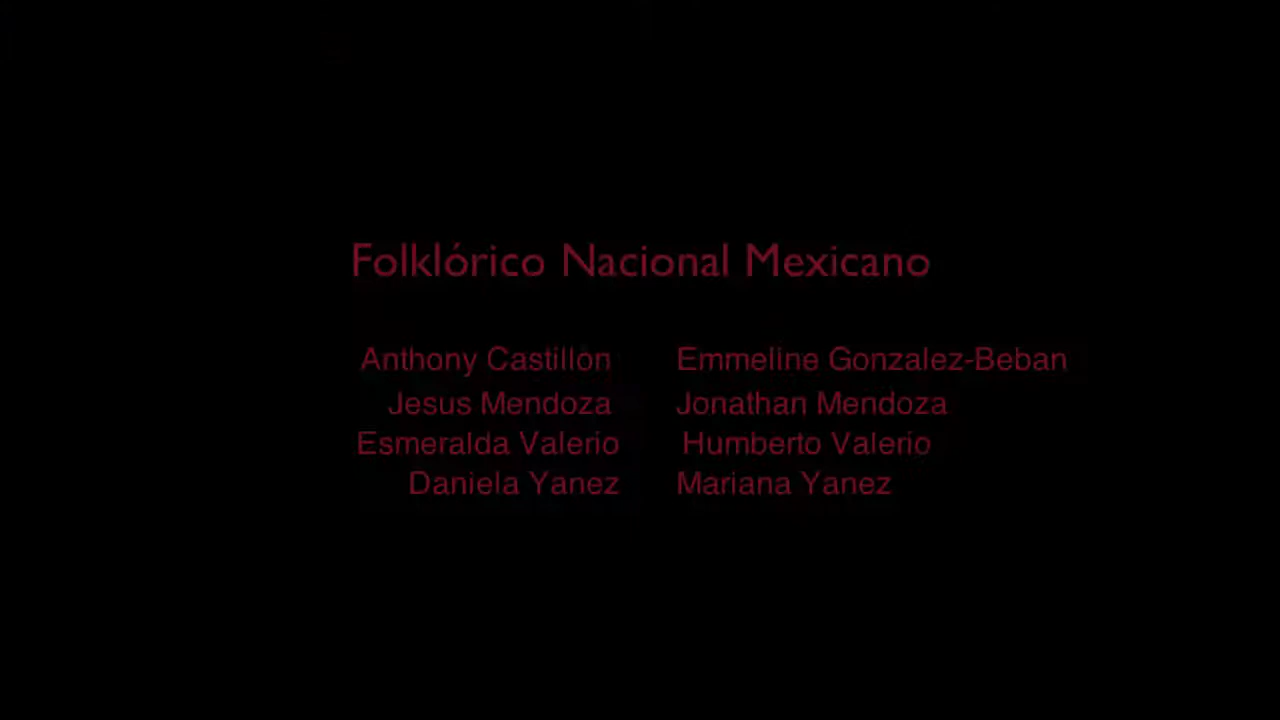 Folklórico Nacional Mexicano
Anthony Castillon Emmeline Gonzalez-Beban
Jesus Mendoza Jonathan Mendoza
Esmeralda Valerio Humberto Valerio
Daniela Yanez Mariana Yanez